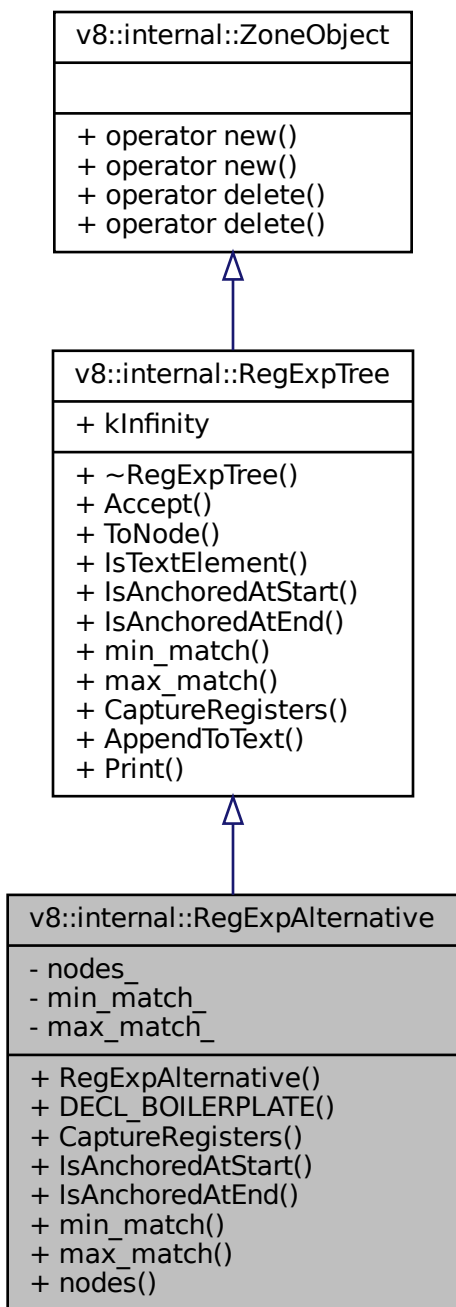 v8::internal::ZoneObject
+ operator new()
+ operator new()
+ operator delete()
+ operator delete()
v8::internal::RegExpTree
+ kInfinity
+ ~RegExpTree()
+ Accept()
+ ToNode()
+ IsTextElement()
+ IsAnchoredAtStart()
+ IsAnchoredAtEnd()
+ min_match()
+ max_match()
+ CaptureRegisters()
+ AppendToText()
+ Print()
v8::internal::RegExpAlternative
- nodes_
- min_match_
- max_match_
+ RegExpAlternative()
+ DECL_BOILERPLATE()
+ CaptureRegisters()
+ IsAnchoredAtStart()
+ IsAnchoredAtEnd()
+ min_match()
+ max_match()
+ nodes()